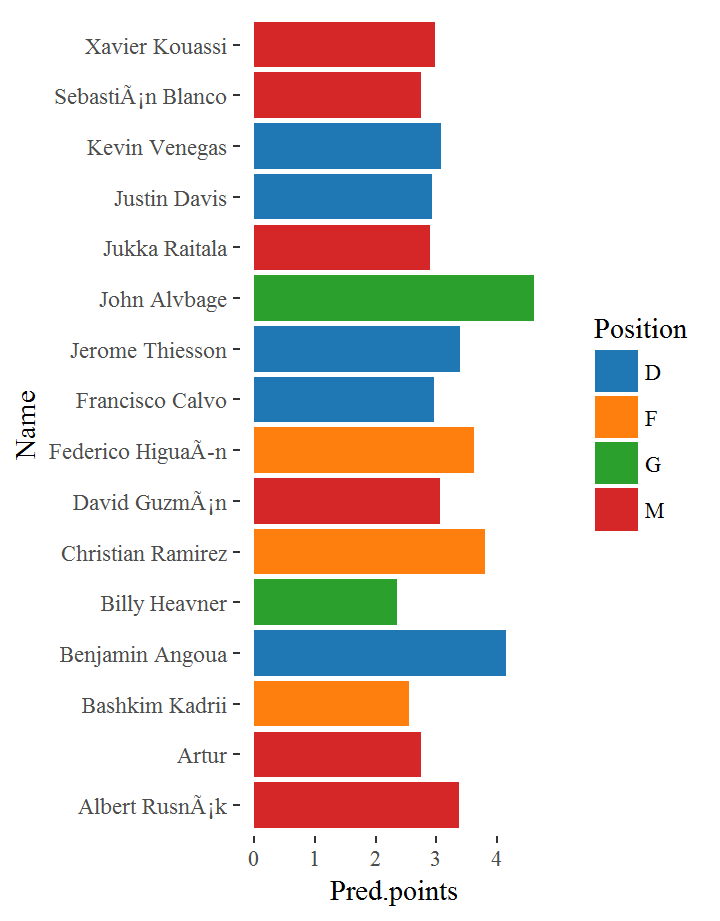 Xavier Kouassi
SebastiÃ¡n Blanco
Kevin Venegas
Justin Davis
Jukka Raitala
John Alvbage
Jerome Thiesson
Francisco Calvo
Federico HiguaÃ-n
David GuzmÃ¡n
Christian Ramirez
Billy Heavner
Benjamin Angoua
Bashkim Kadrii
Artur
Albert RusnÃ¡k
Name
0 1 2 3 4
Pred.points
Position
D
F
G
M